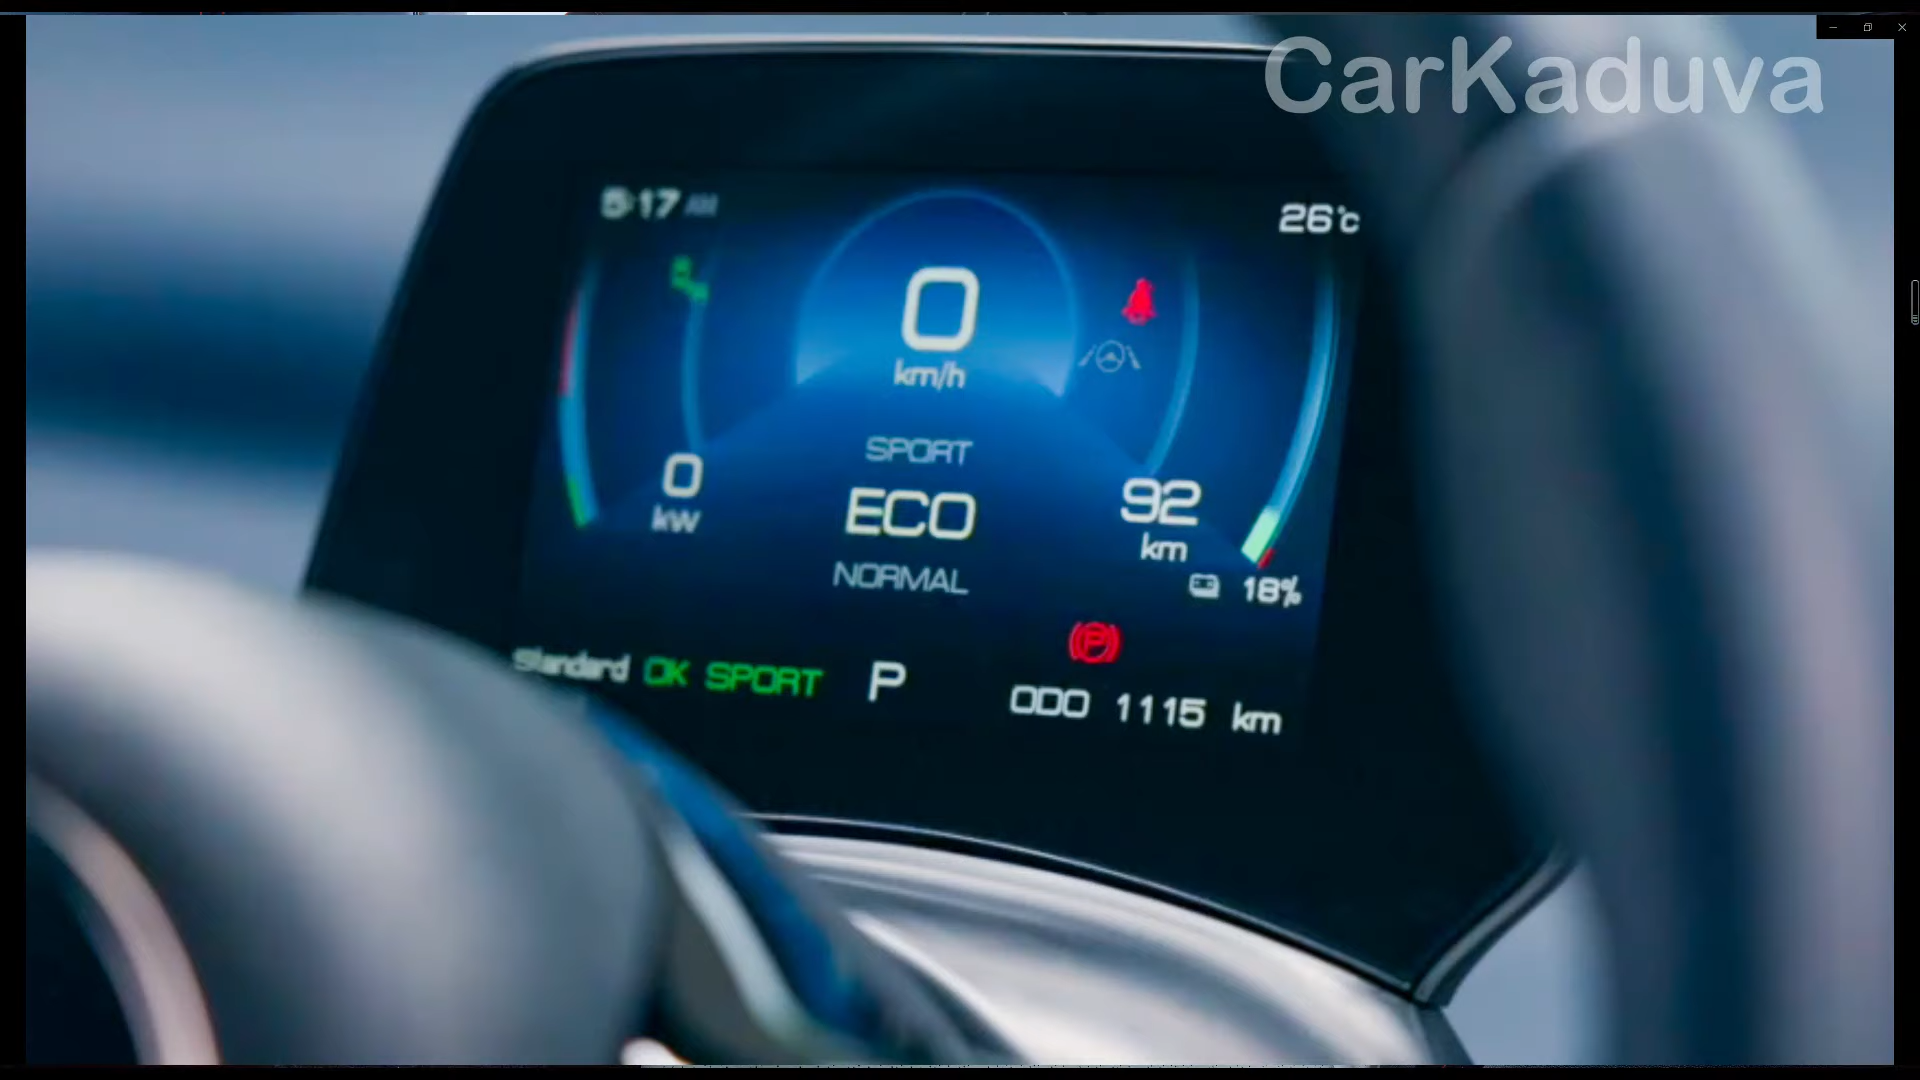 CarKaduva
5:17 AM
26°C
0
km/h
SPORT
0
kW
ECO
92
km
NORMAL
18%
P
Standard OK SPORT P
ODO 1115 km